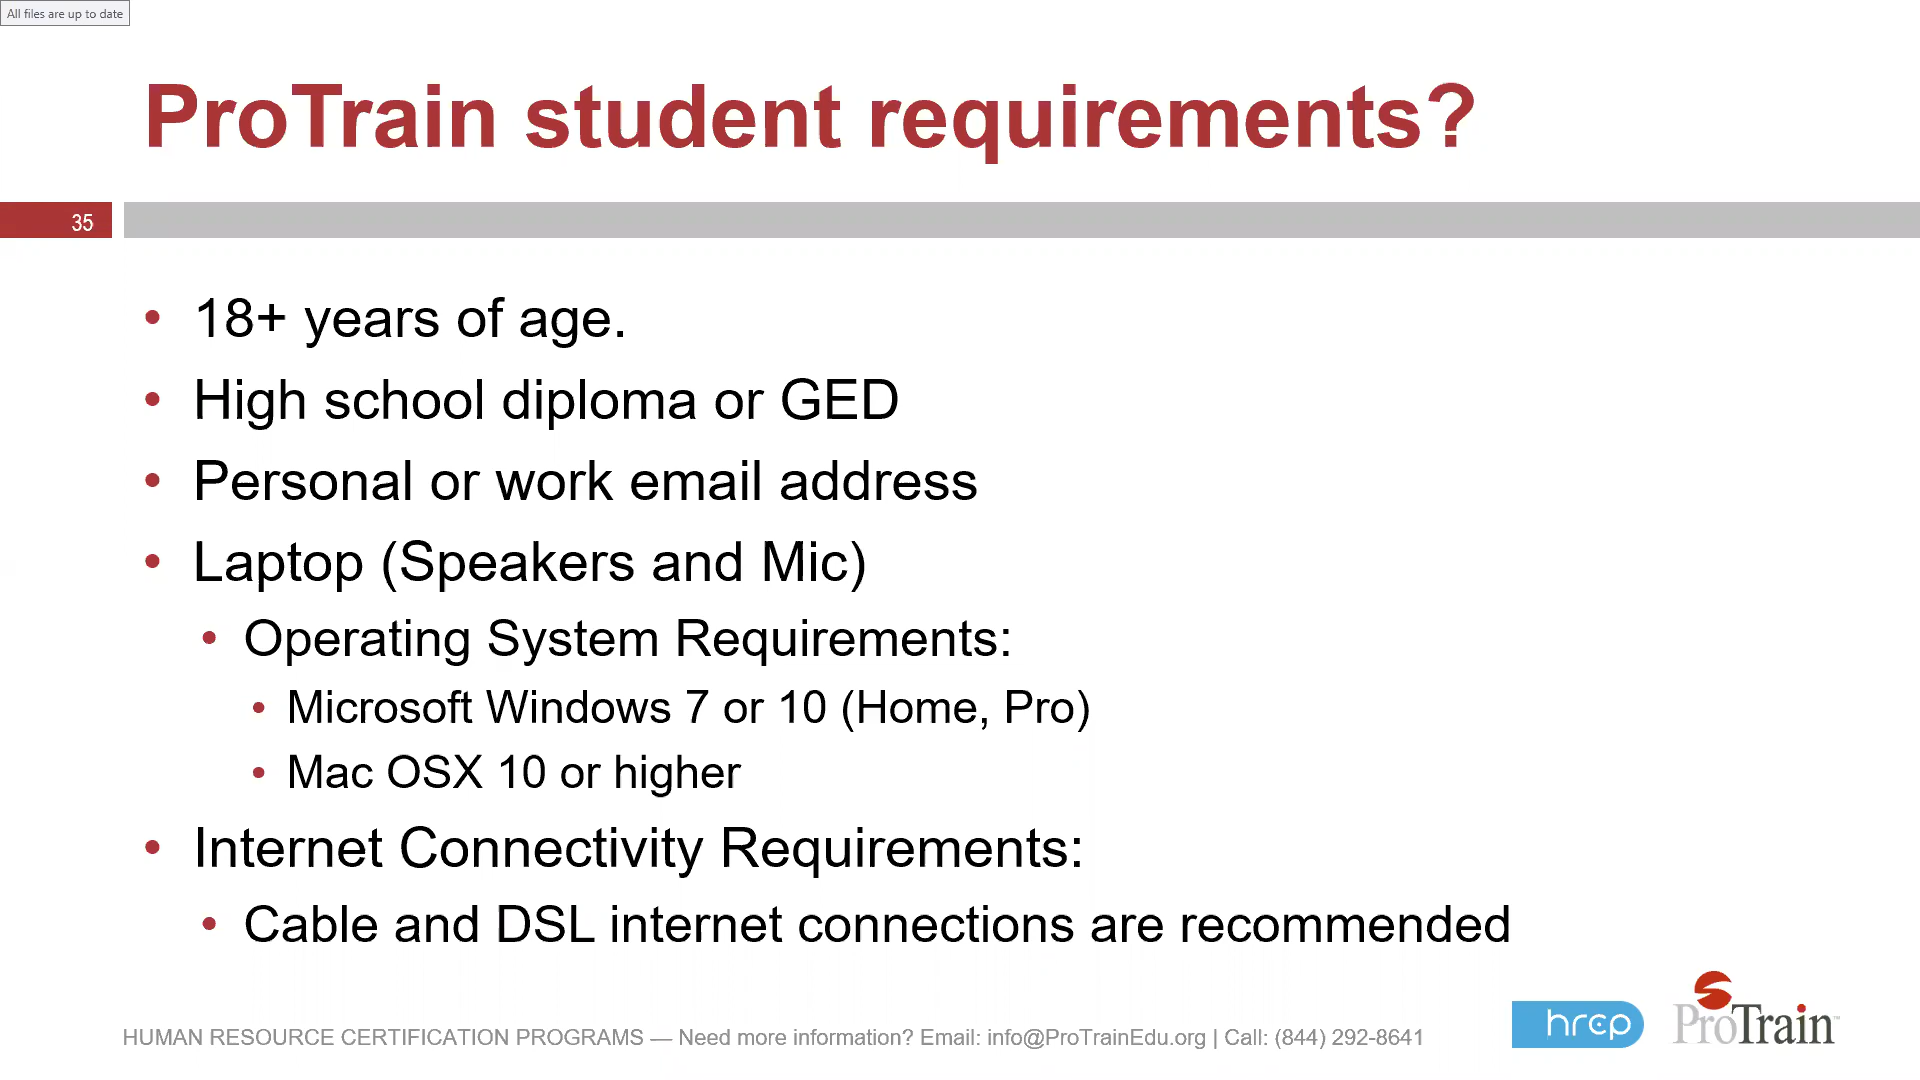 All files are up to date
ProTrain student requirements?
35
• 18+ years of age.
• High school diploma or GED
• Personal or work email address
• Laptop (Speakers and Mic)
• Operating System Requirements:
• Microsoft Windows 7 or 10 (Home, Pro)
• Mac OSX 10 or higher
• Internet Connectivity Requirements:
• Cable and DSL internet connections are recommended
HUMAN RESOURCE CERTIFICATION PROGRAMS — Need more information? Email: info@ProTrainEdu.org | Call: (844) 292-8641
hrcp
ProTrain™